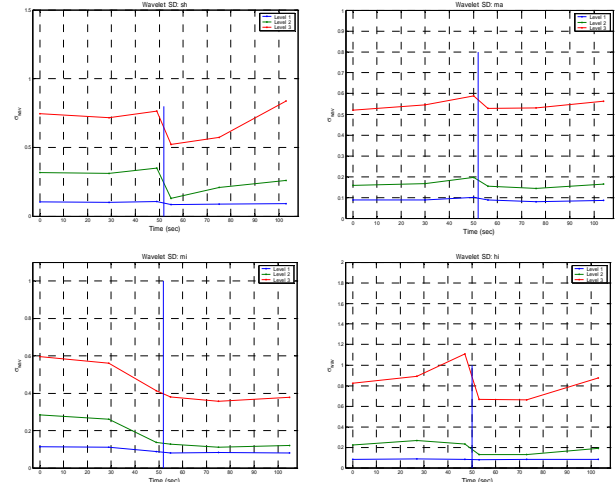 Wavelet SD: sh
Level 1
Level 2
Level 3
1.5
1
0.5
0
σwav
0 10 20 30 40 50 60 70 80 90 100
Time (sec)
Wavelet SD: ma
Level 1
Level 2
Level 3
1
0.9
0.8
0.7
0.6
0.5
0.4
0.3
0.2
0.1
0
σwav
0 10 20 30 40 50 60 70 80 90 100
Time (sec)
Wavelet SD: mi
Level 1
Level 2
Level 3
1
0.8
0.6
0.4
0.2
0
σwav
0 10 20 30 40 50 60 70 80 90 100
Time (sec)
Wavelet SD: hi
Level 1
Level 2
Level 3
2
1.8
1.6
1.4
1.2
1
0.8
0.6
0.4
0.2
0
σwav
0 10 20 30 40 50 60 70 80 90 100
Time (sec)